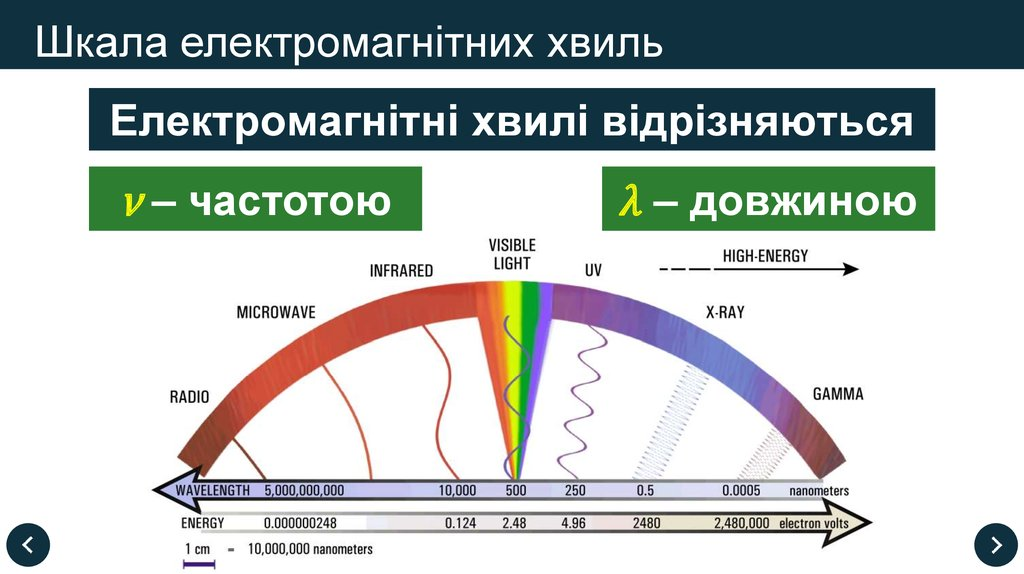 Шкала електромагнітних хвиль
Електромагнітні хвилі відрізняються
ν – частотою
λ – довжиною
VISIBLE
LIGHT
INFRARED
UV
HIGH-ENERGY
MICROWAVE
X-RAY
RADIO
GAMMA
WAVELENGTH 5,000,000,000 10,000 500 250 0.5 0.0005 nanometers
ENERGY 0.000000248 0.124 2.48 4.96 2480 2,480,000 electron volts
1 cm = 10,000,000 nanometers